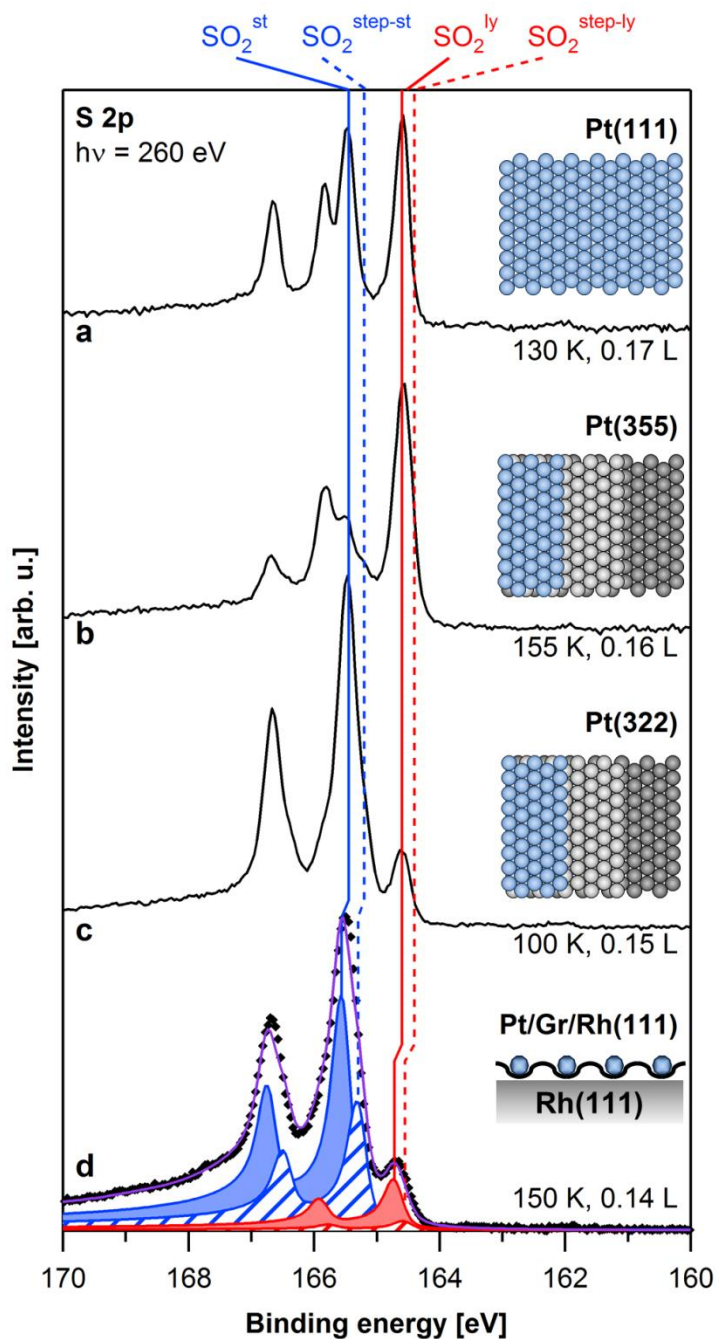 SO₂ˢᵗ SO₂ˢᵗᵉᵖ⁻ˢᵗ SO₂ˡʸ SO₂ˢᵗᵉᵖ⁻ˡʸ
S 2p
hν = 260 eV
Pt(111)
a
130 K, 0.17 L
Pt(355)
b
155 K, 0.16 L
Pt(322)
c
100 K, 0.15 L
Pt/Gr/Rh(111)
Rh(111)
d
150 K, 0.14 L
Intensity [arb. u.]
170 168 166 164 162 160
Binding energy [eV]